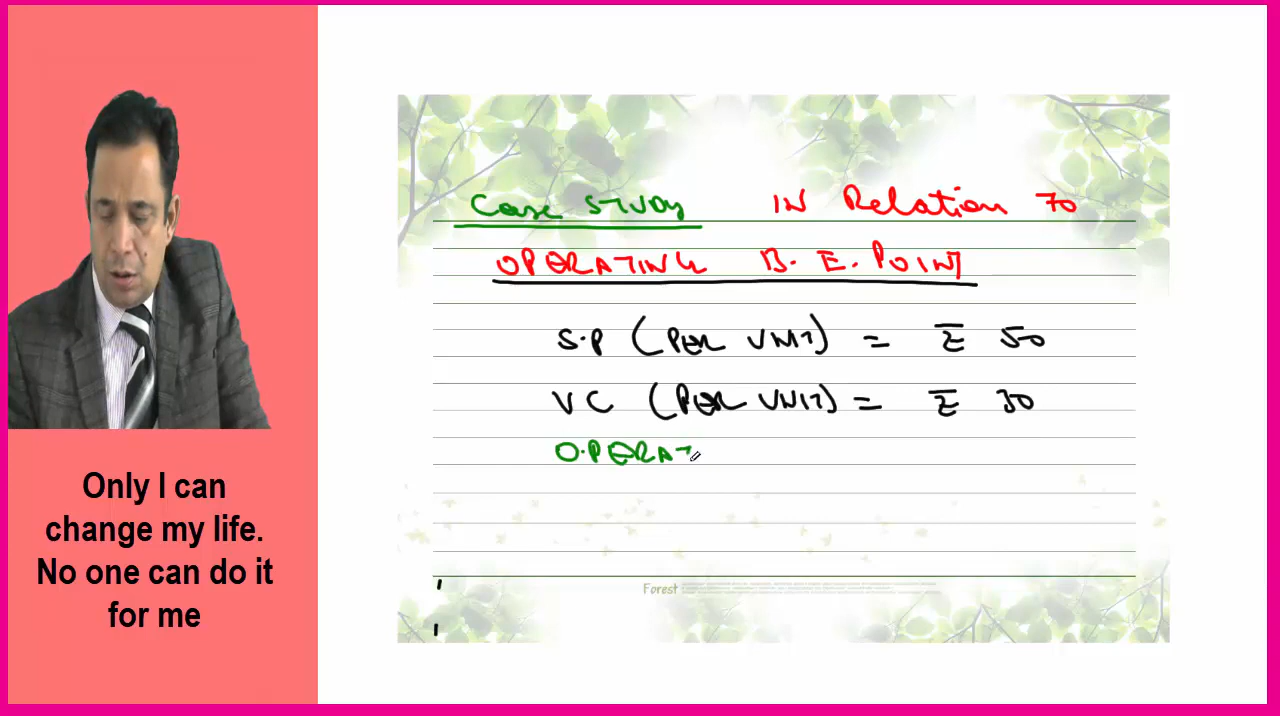 Only I can
change my life.
No one can do it
for me
Case STUDY IN Relation TO
OPERATING B.E. POINT
S.P (PER UNIT) = ₹ 50
VC (PER UNIT) = ₹ 30
OPERAT
Forest